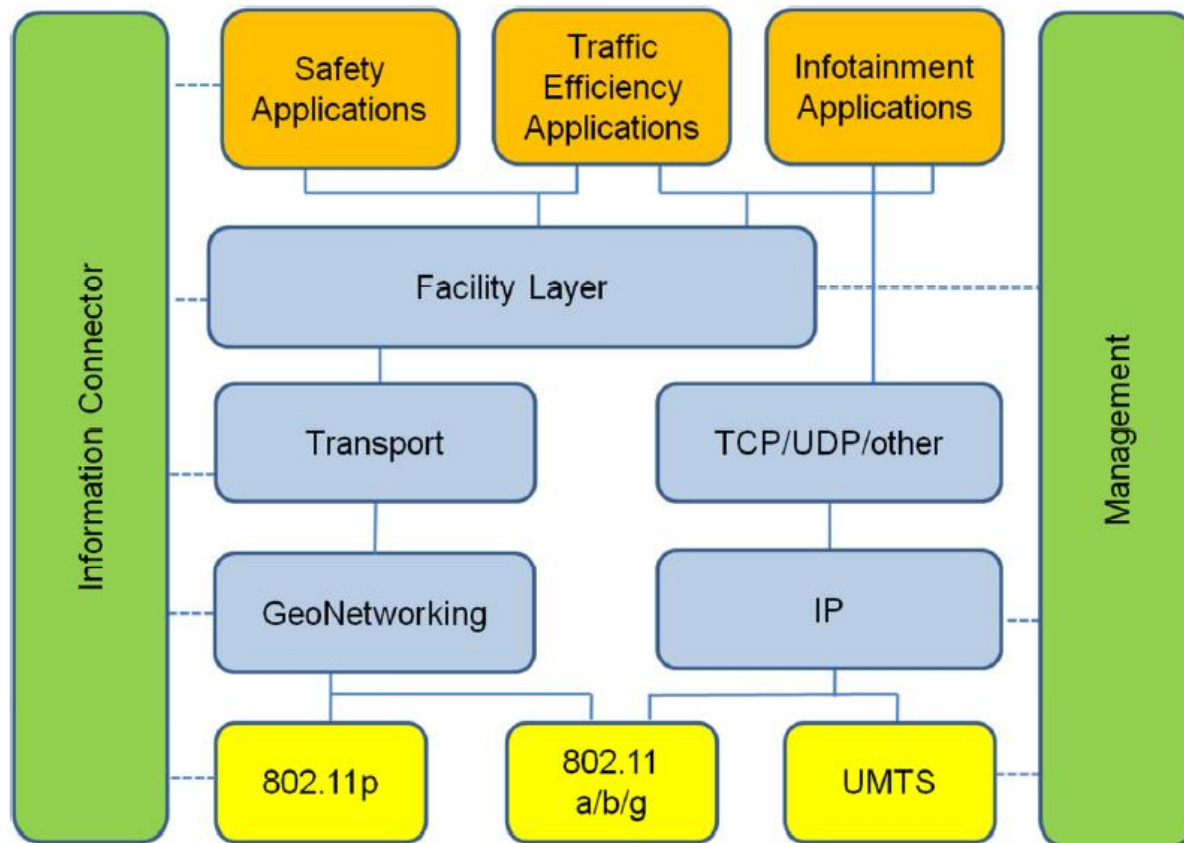 Safety
Applications
Traffic
Efficiency
Applications
Infotainment
Applications
Information Connector
Facility Layer
Management
Transport
TCP/UDP/other
GeoNetworking
IP
802.11p
802.11
a/b/g
UMTS